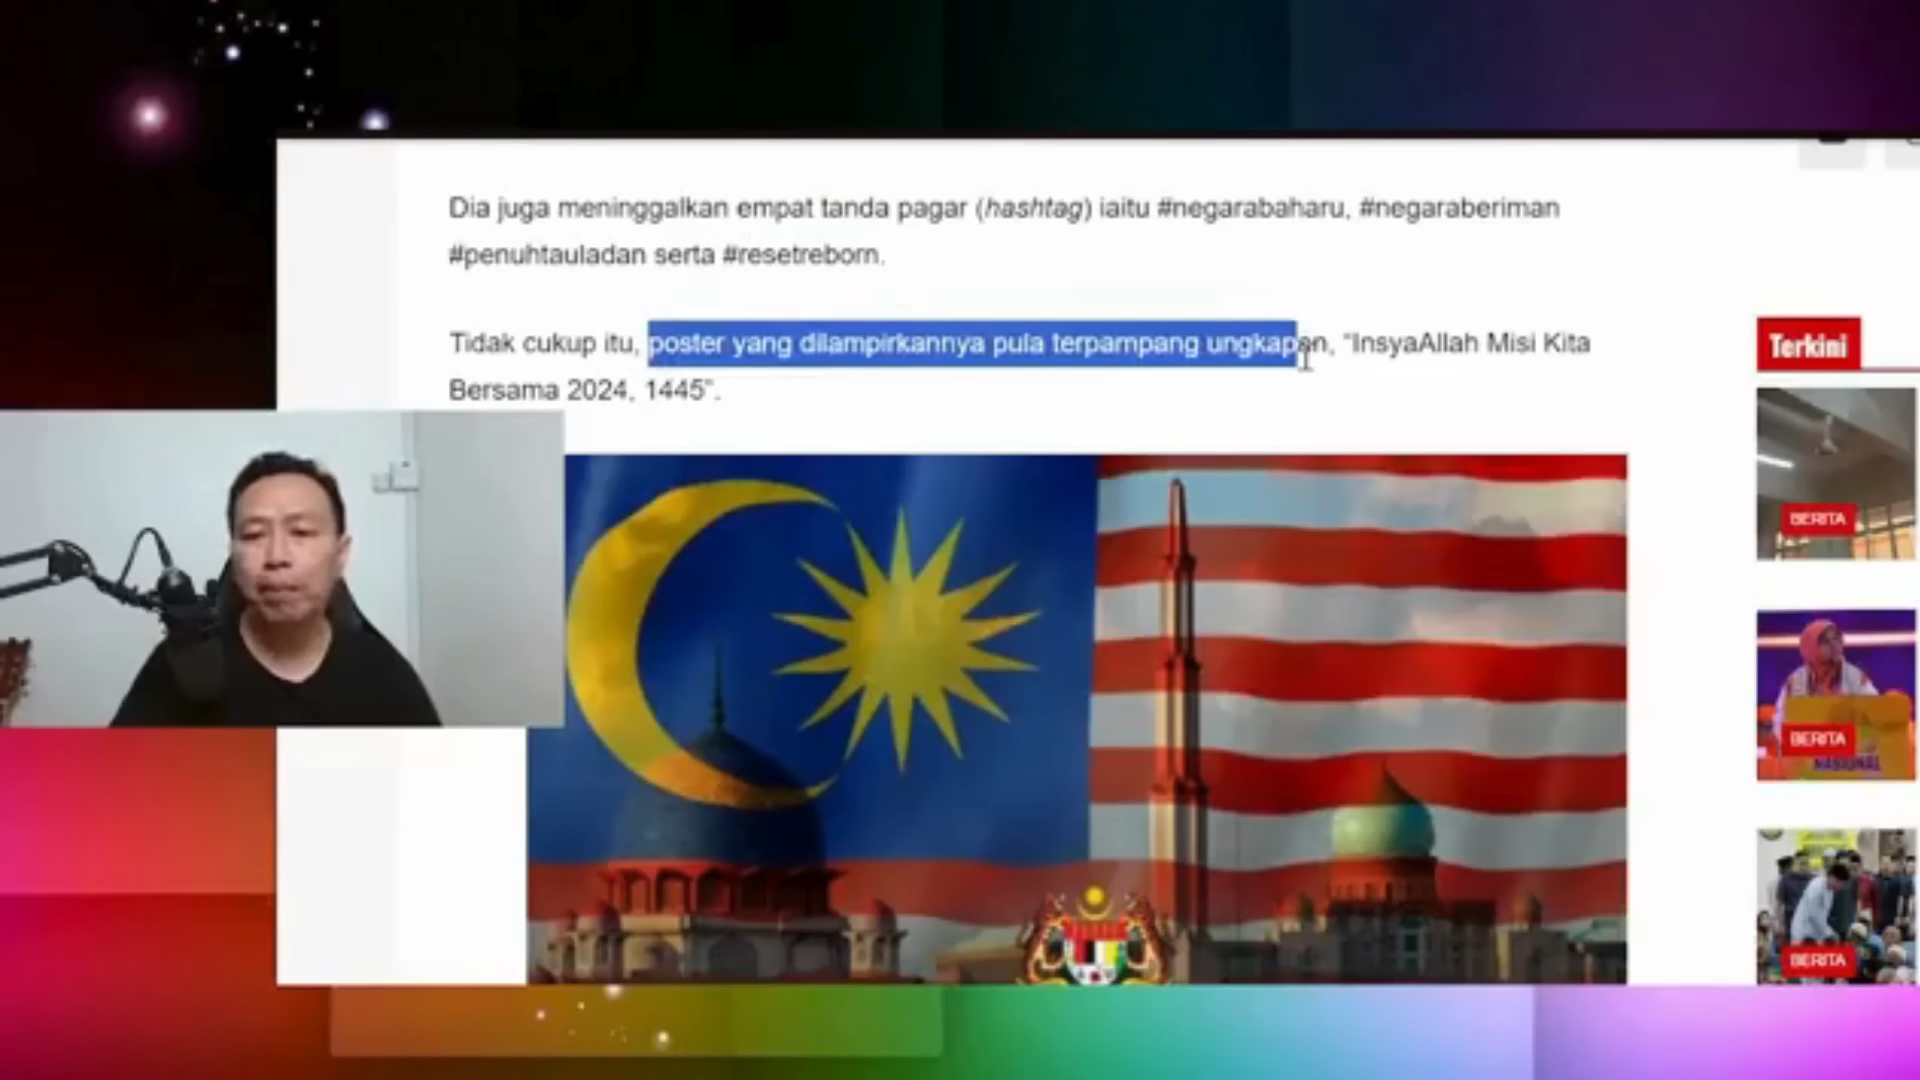 Dia juga meninggalkan empat tanda pagar (hashtag) iaitu #negarabaharu, #negaraberiman
#penuhtauladan serta #resetreborn.
Tidak cukup itu, poster yang dilampirkannya pula terpampang ungkapan, “InsyaAllah Misi Kita
Bersama 2024, 1445”.
Terkini
BERITA
BERITA
NASIONAL
BERITA